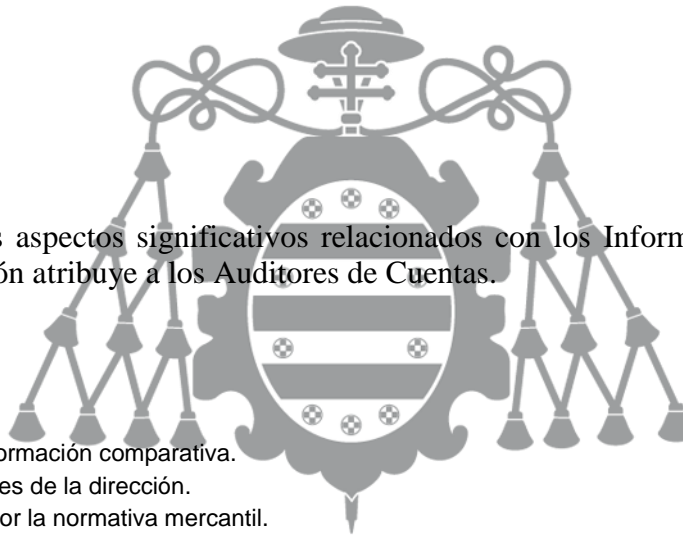 s aspectos significativos relacionados con los Inform
ón atribuye a los Auditores de Cuentas.
ormación comparativa.
es de la dirección.
or la normativa mercantil.